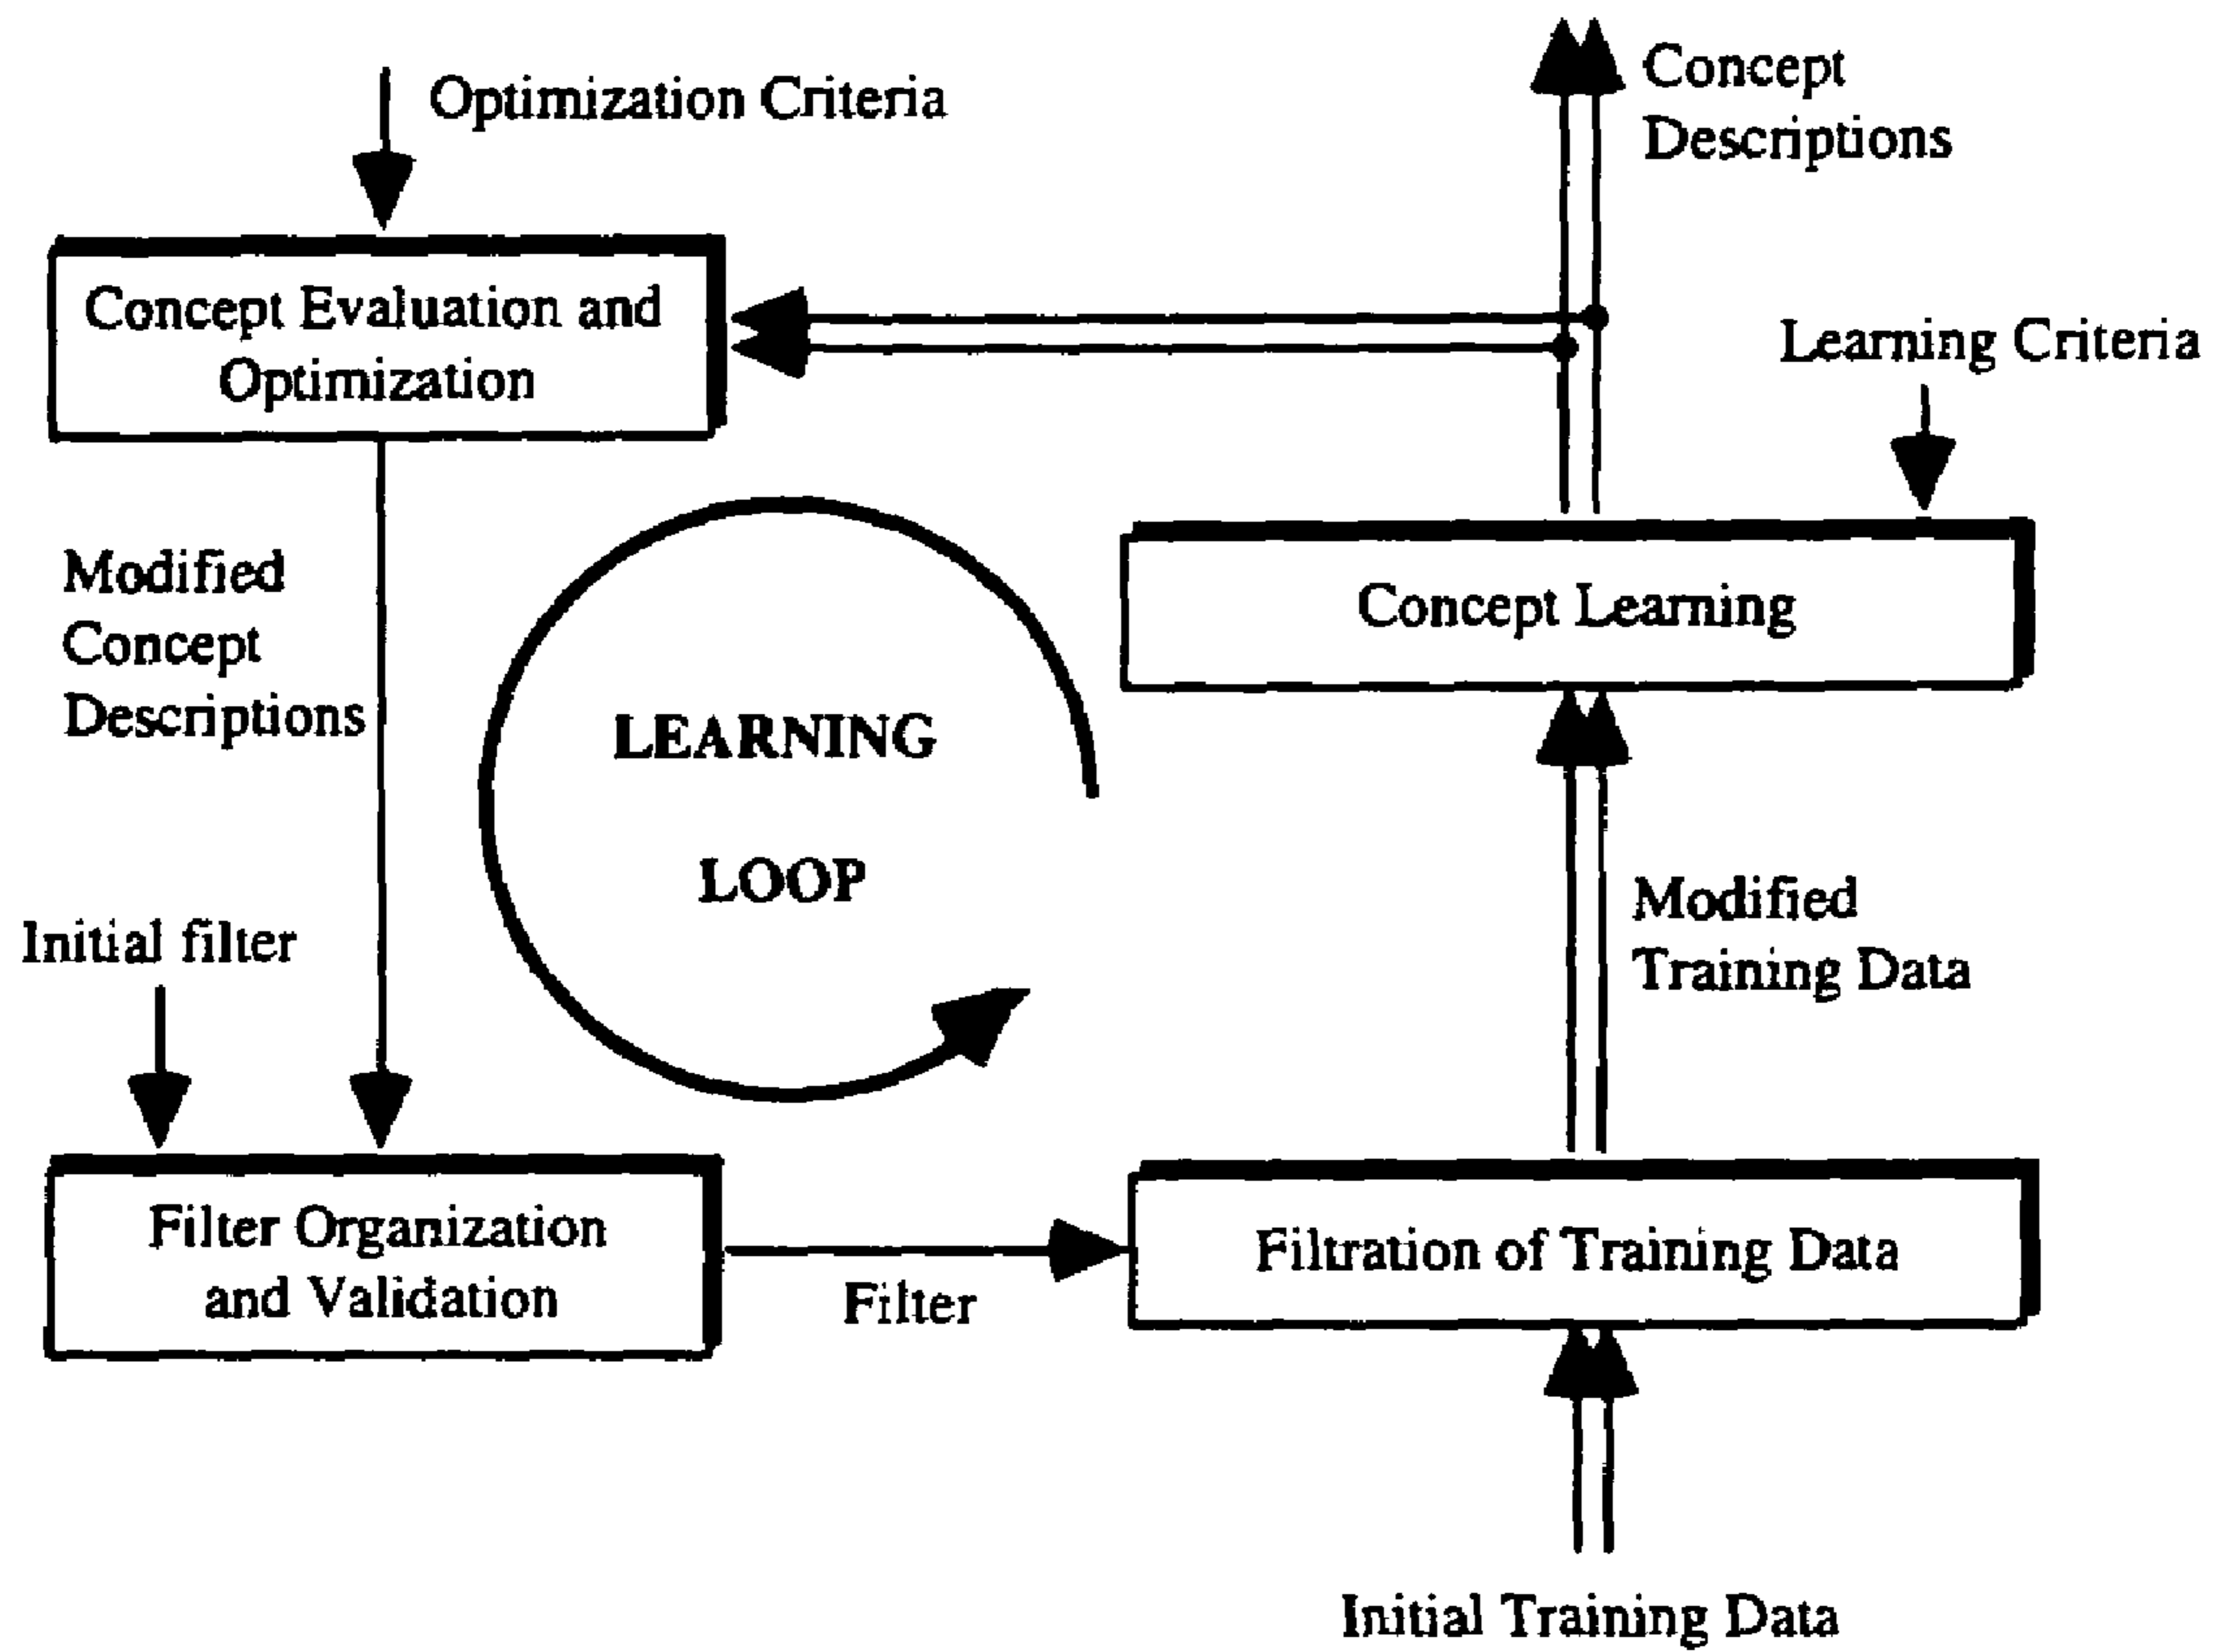 Optimization Criteria
Concept
Descriptions
Concept Evaluation and
Optimization
Learning Criteria
Modified
Concept
Descriptions
LEARNING
LOOP
Concept Learning
Initial filter
Modified
Training Data
Filter Organization
and Validation
Filter
Filtration of Training Data
Initial Training Data